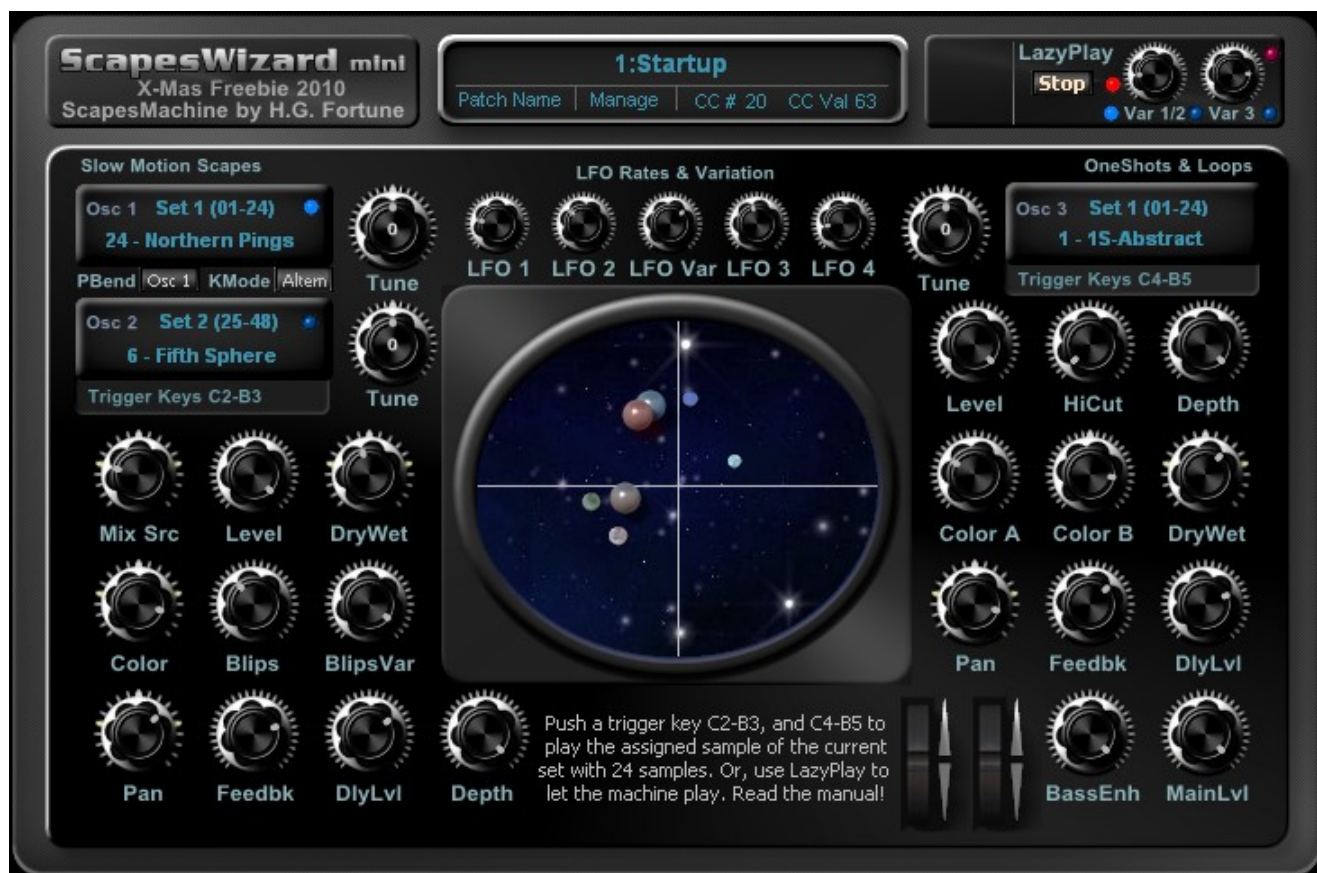 ScapesWizard mini
X-Mas Freebie 2010
ScapesMachine by H.G. Fortune
1:Startup
Patch Name | Manage | CC # 20 CC Val 63
LazyPlay
Stop
Var 1/2 Var 3
Slow Motion Scapes
Osc 1 Set 1 (01-24)
24 - Northern Pings
PBend Osc 1 KMode Altern
Osc 2 Set 2 (25-48)
6 - Fifth Sphere
Trigger Keys C2-B3
0
Tune
0
Tune
LFO Rates & Variation
LFO 1 LFO 2 LFO Var LFO 3 LFO 4
OneShots & Loops
0
Tune
Osc 3 Set 1 (01-24)
1 - 1S-Abstract
Trigger Keys C4-B5
Level HiCut Depth
Mix Src Level DryWet
Color A Color B DryWet
Color Blips BlipsVar
Pan Feedbk DlyLvl
Pan Feedbk DlyLvl Depth
Push a trigger key C2-B3, and C4-B5 to
play the assigned sample of the current
set with 24 samples. Or, use LazyPlay to
let the machine play. Read the manual!
BassEnh MainLvl